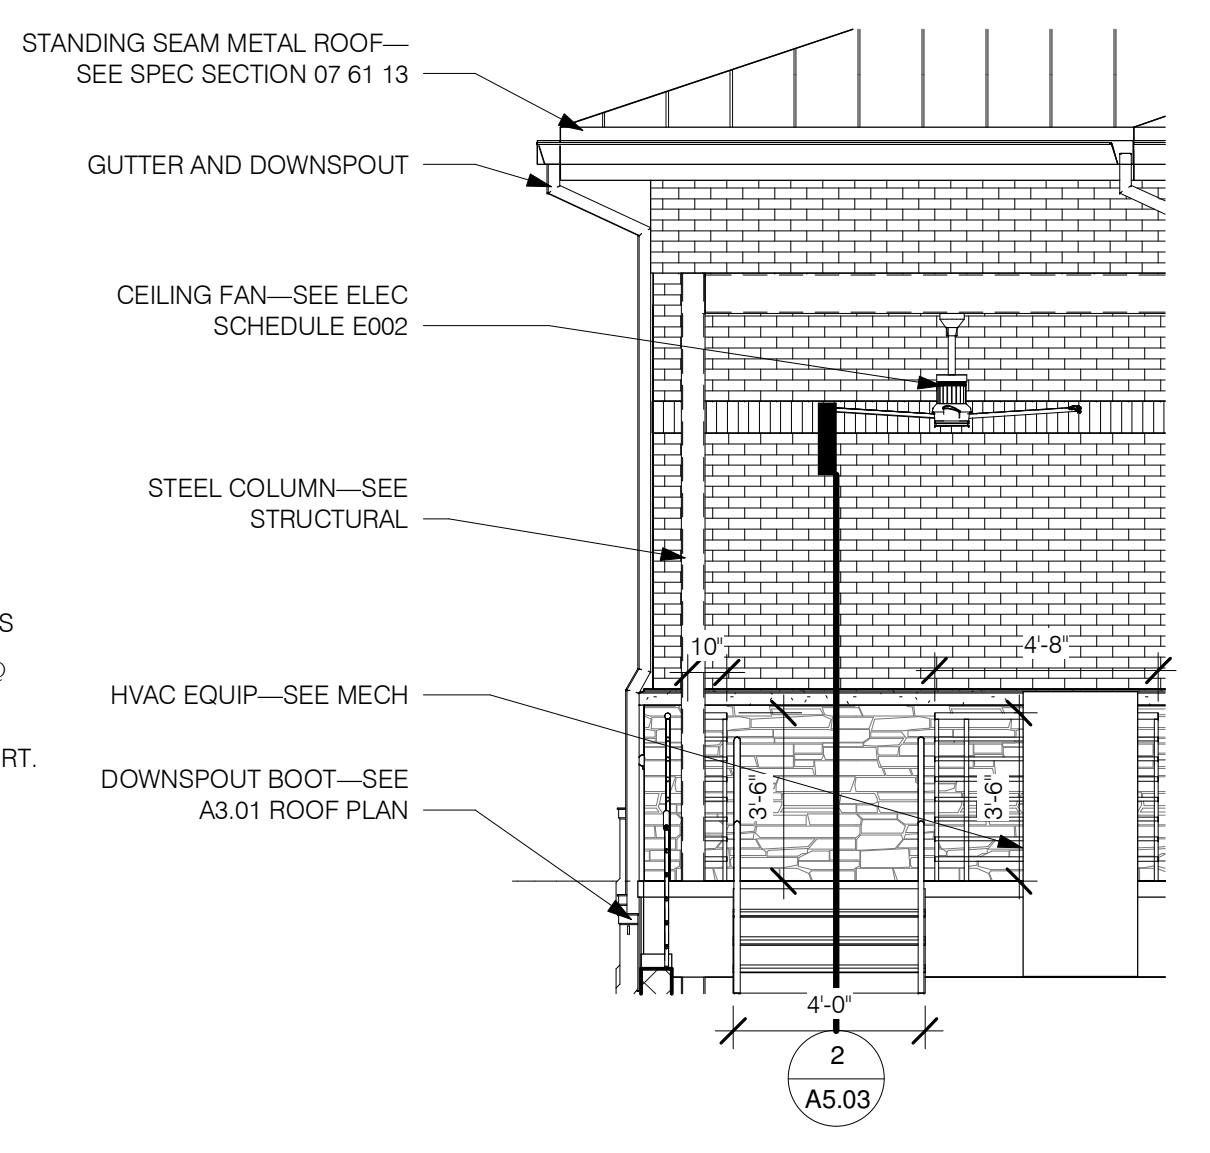 STANDING SEAM METAL ROOF—
SEE SPEC SECTION 07 61 13
GUTTER AND DOWNSPOUT
CEILING FAN—SEE ELEC
SCHEDULE E002
STEEL COLUMN—SEE
STRUCTURAL
S
@
10"
4'-8"
HVAC EQUIP—SEE MECH
RT.
DOWNSPOUT BOOT—SEE
A3.01 ROOF PLAN
3'-6"
3'-6"
4'-0"
2
A5.03